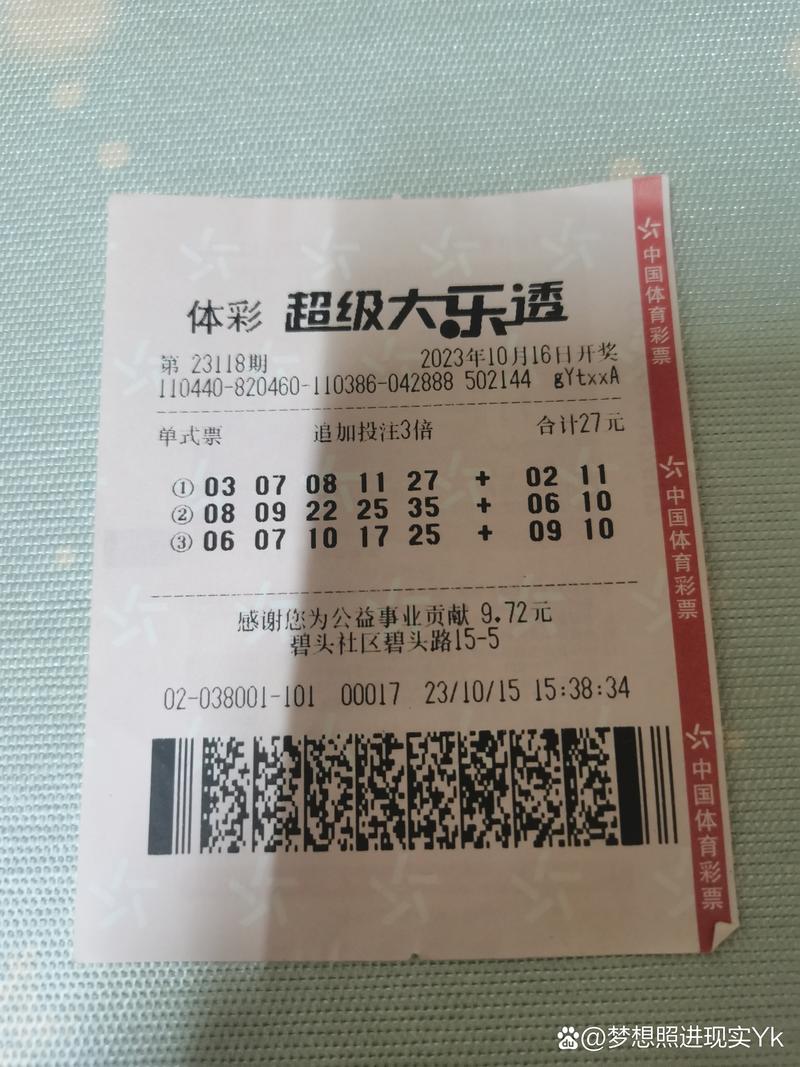 体彩 超级大乐透
第 23118期 2023年10月16日开奖
110440-820460-110386-042888 502144 gYtxxA
单式票 追加投注3倍 合计27元
① 03 07 08 11 27 + 02 11
② 08 09 22 25 35 + 06 10
③ 06 07 10 17 25 + 09 10
感谢您为公益事业贡献 9.72元
碧头社区碧头路15-5
02-038001-101 00017 23/10/15 15:38:34
中国体育彩票
中国体育彩票
中国体育彩票
Bai du @梦想照进现实Yk